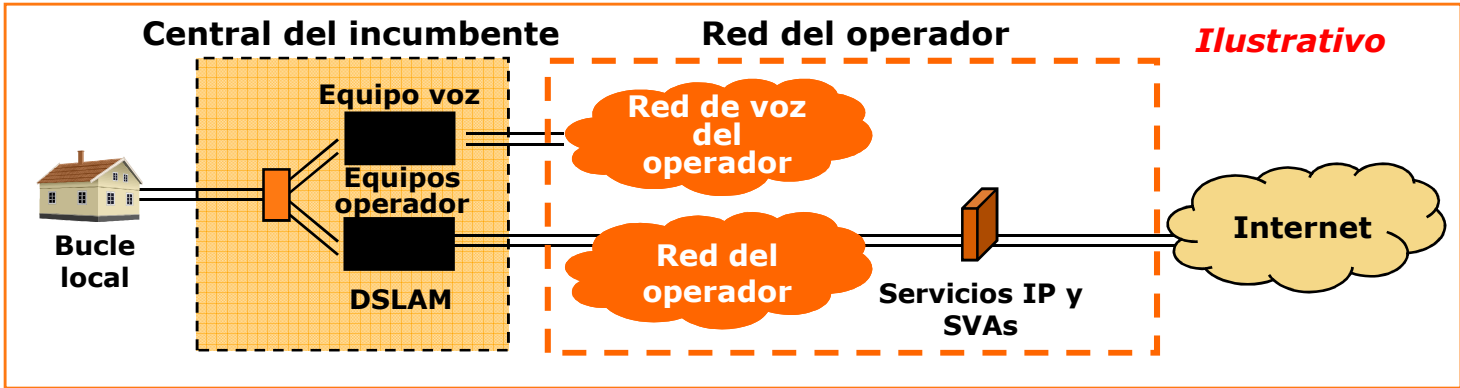 Central del incumbente
Red del operador
Ilustrativo
Equipo voz
Red de voz
del
operador
Equipos
operador
Bucle
local
DSLAM
Red del
operador
Servicios IP y
SVAs
Internet